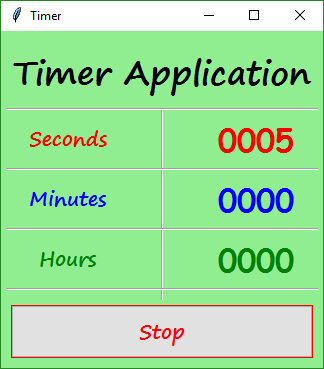 Timer
Timer Application
Seconds 0005
Minutes 0000
Hours 0000
Stop